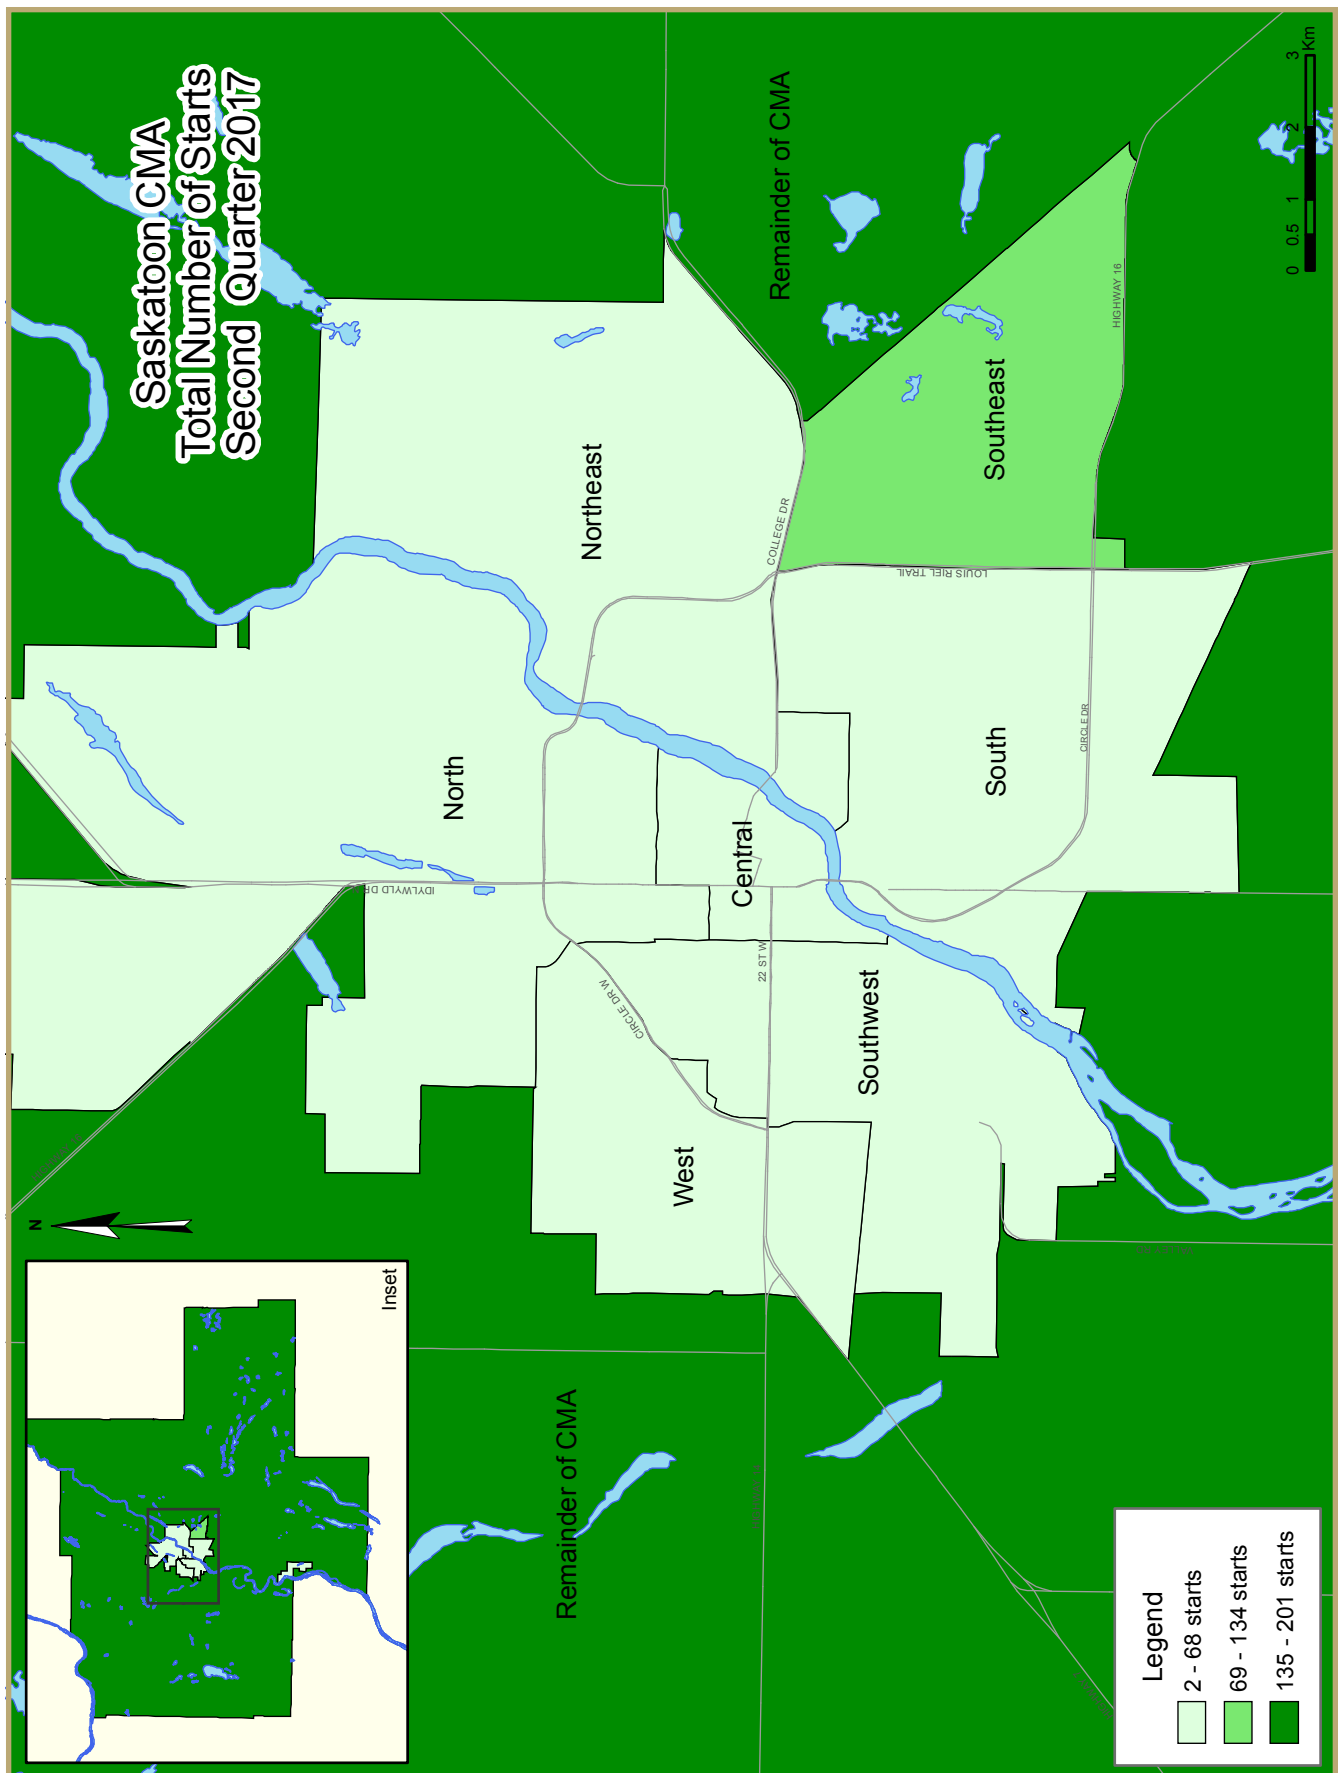 Saskatoon CMA
Total Number of Starts
Second Quarter 2017
N
Inset
Remainder of CMA
Remainder of CMA
North
Northeast
West
Central
Southwest
South
Southeast
IDYLWYLD DR
CIRCLE DR W
22 ST W
COLLEGE DR
LOUIS RIEL TRAIL
CIRCLE DR
HIGHWAY 16
Legend
2 - 68 starts
69 - 134 starts
135 - 201 starts
0 0.5 1 2 3
Km